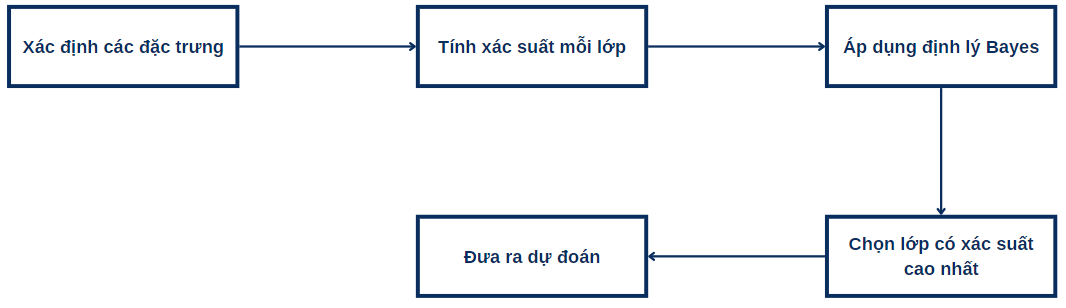 Xác định các đặc trưng
Tính xác suất mỗi lớp
Áp dụng định lý Bayes
Chọn lớp có xác suất
cao nhất
Đưa ra dự đoán